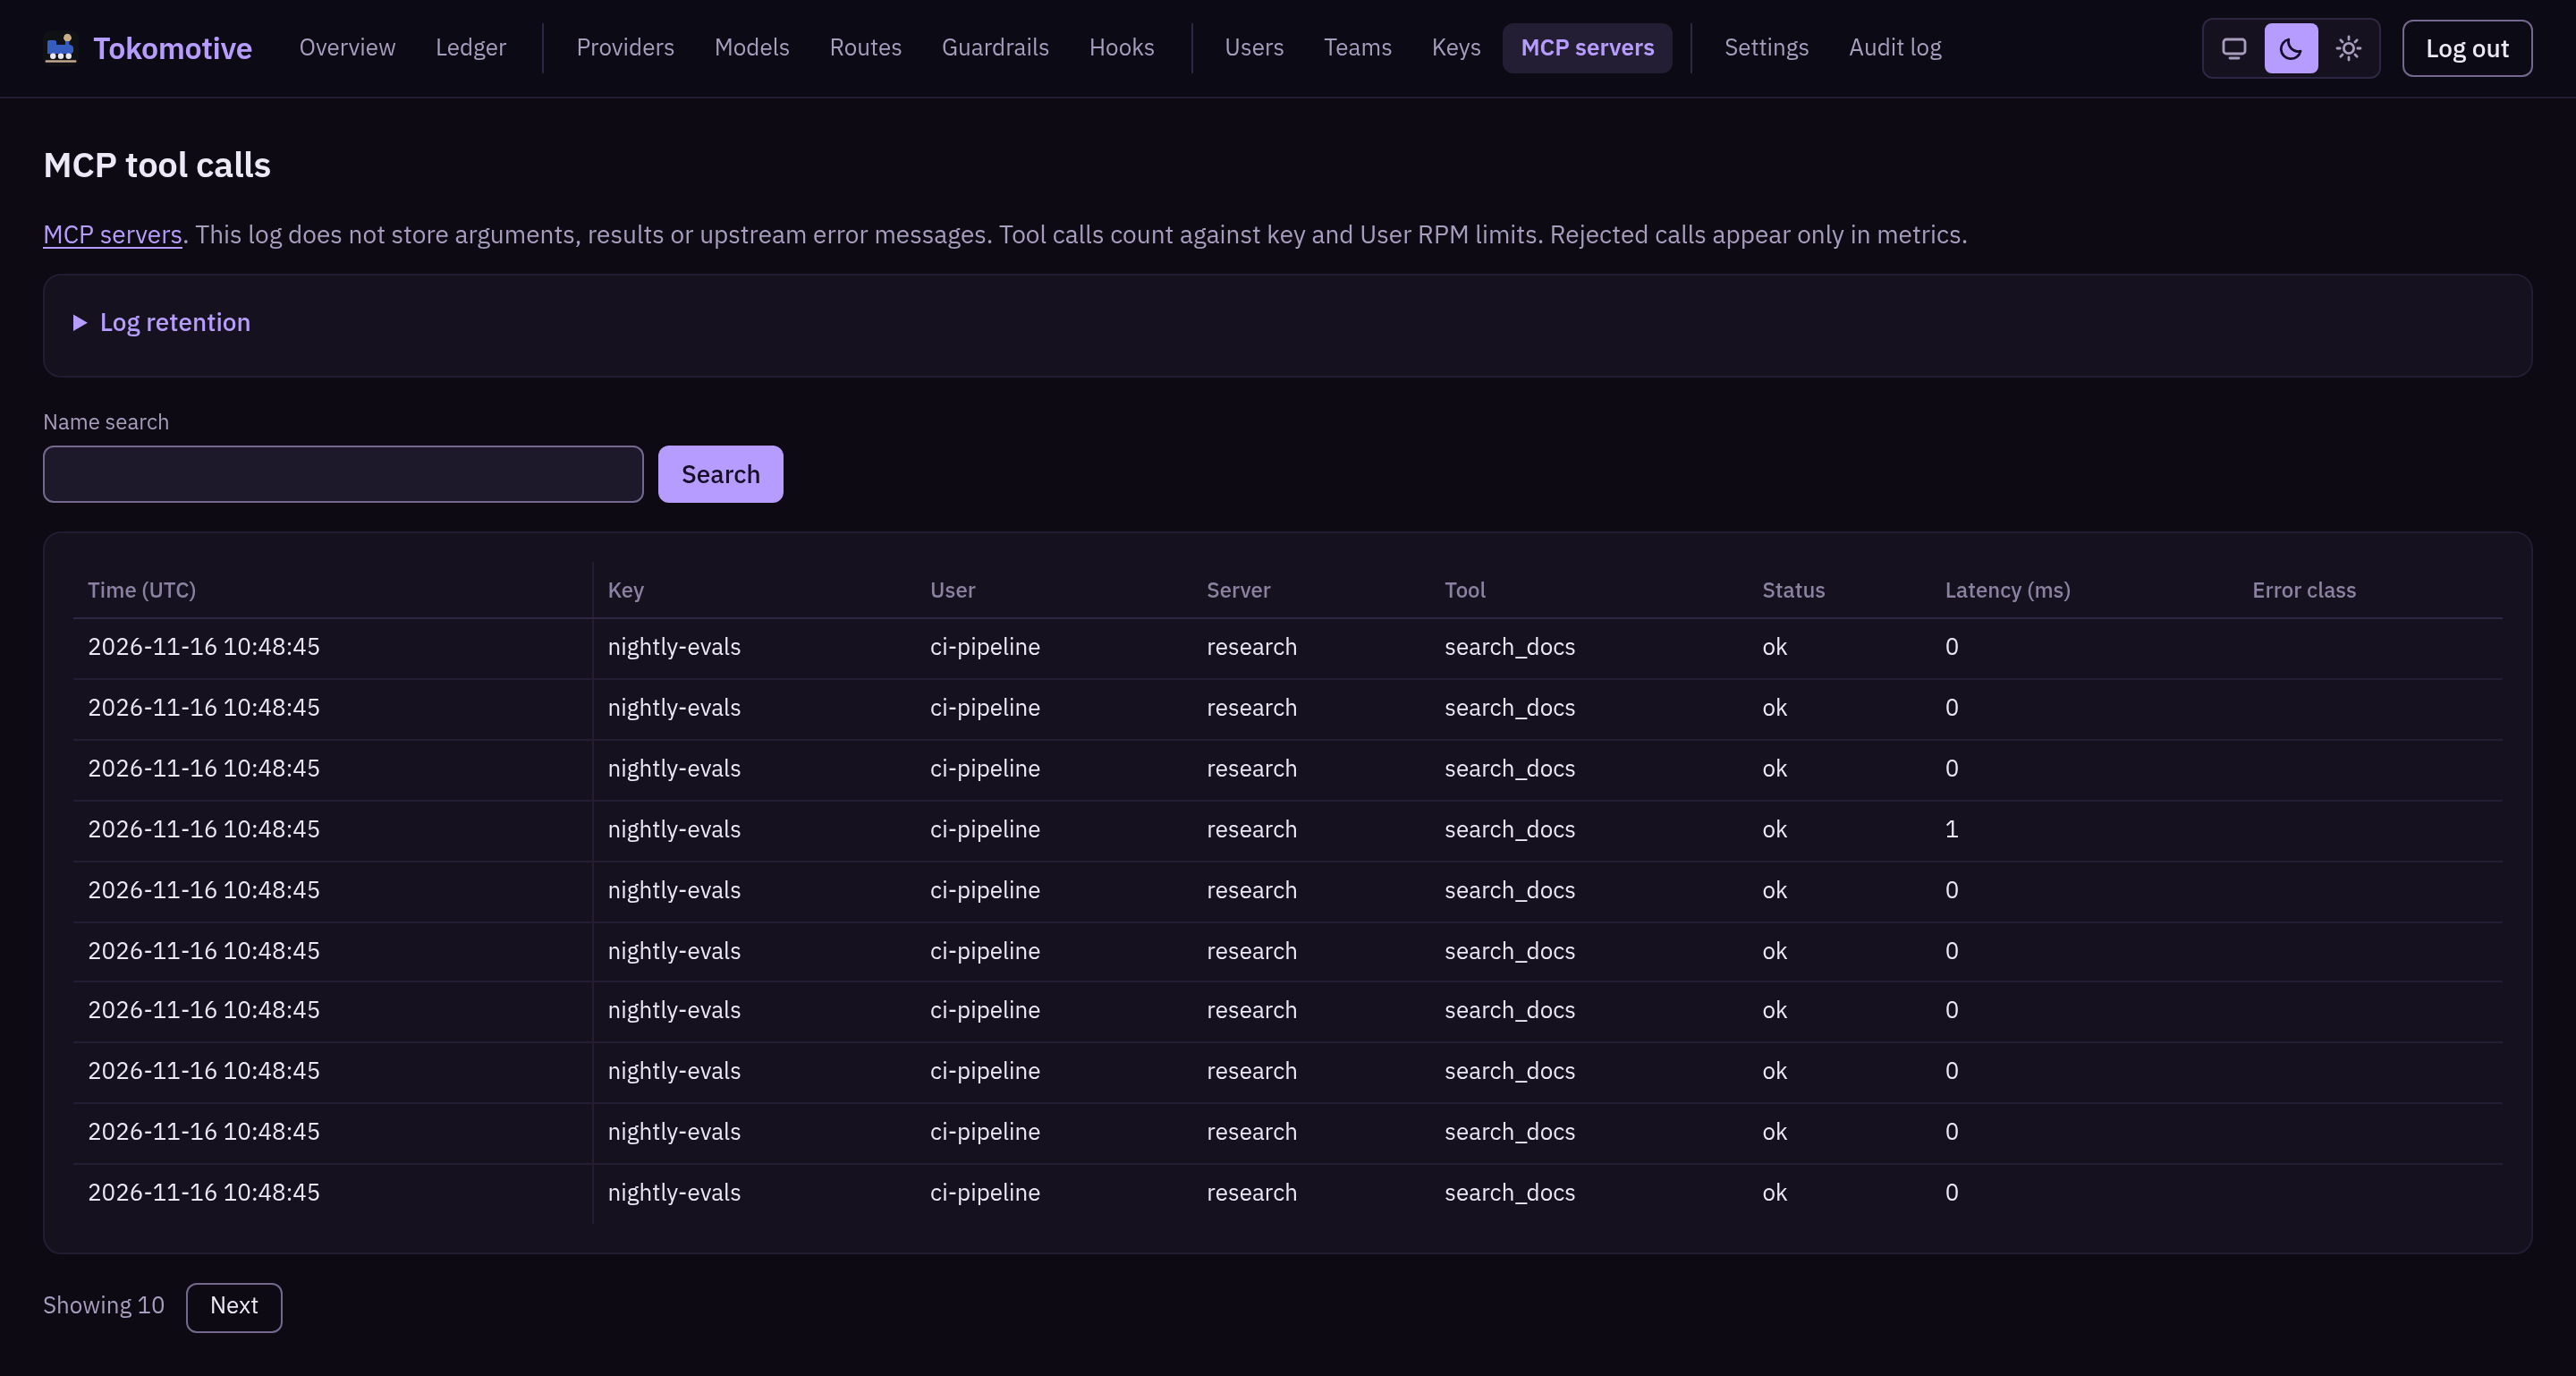 Tokomotive Overview Ledger Providers Models Routes Guardrails Hooks Users Teams Keys MCP servers Settings Audit log Log out
MCP tool calls
MCP servers. This log does not store arguments, results or upstream error messages. Tool calls count against key and User RPM limits. Rejected calls appear only in metrics.
Log retention
Name search
Search
Time (UTC) Key User Server Tool Status Latency (ms) Error class
2026-11-16 10:48:45 nightly-evals ci-pipeline research search_docs ok 0
2026-11-16 10:48:45 nightly-evals ci-pipeline research search_docs ok 0
2026-11-16 10:48:45 nightly-evals ci-pipeline research search_docs ok 0
2026-11-16 10:48:45 nightly-evals ci-pipeline research search_docs ok 1
2026-11-16 10:48:45 nightly-evals ci-pipeline research search_docs ok 0
2026-11-16 10:48:45 nightly-evals ci-pipeline research search_docs ok 0
2026-11-16 10:48:45 nightly-evals ci-pipeline research search_docs ok 0
2026-11-16 10:48:45 nightly-evals ci-pipeline research search_docs ok 0
2026-11-16 10:48:45 nightly-evals ci-pipeline research search_docs ok 0
2026-11-16 10:48:45 nightly-evals ci-pipeline research search_docs ok 0
Showing 10 Next